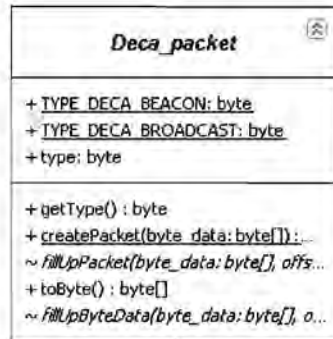 Deca_packet
+ TYPE_DECA_BEACON: byte
+ TYPE_DECA_BROADCAST: byte
+ type: byte
+ getType() : byte
+ createPacket(byte_data: byte[]) : ...
~ fillUpPacket(byte_data: byte[], offs...
+ toByte() : byte[]
~ fillUpByteData(byte_data: byte[], o...